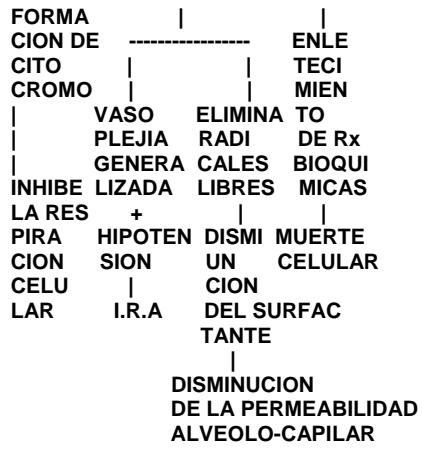 FORMA | |
CION DE ----------------- ENLE
CITO | | TECI
CROMO | | MIEN
| VASO ELIMINA TO
| PLEJIA RADI DE Rx
| GENERA CALES BIOQUI
INHIBE LIZADA LIBRES MICAS
LA RES + | |
PIRA HIPOTEN DISMI MUERTE
CION SION UN CELULAR
CELU | CION
LAR I.R.A DEL SURFAC
TANTE
|
DISMINUCION
DE LA PERMEABILIDAD
ALVEOLO-CAPILAR